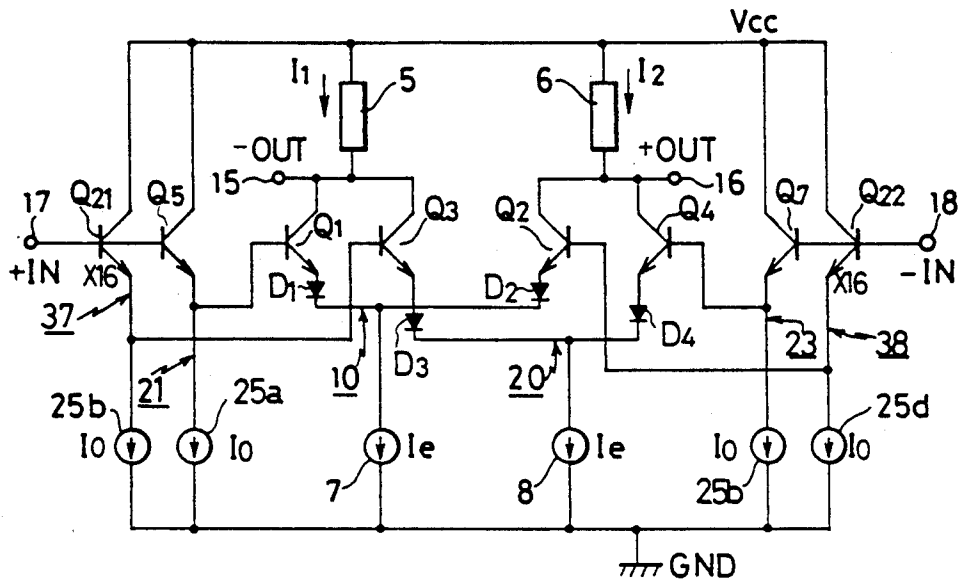 Vcc
I1
5
6
I2
-OUT
+OUT
15
16
17
Q21
Q5
Q1
Q3
Q2
Q4
Q7
Q22
18
+IN
X16
X16
-IN
D1
D2
37
D3
D4
23
38
21
10
20
25b
25a
25d
I0
I0
Ie
Ie
I0
I0
7
8
25b
GND